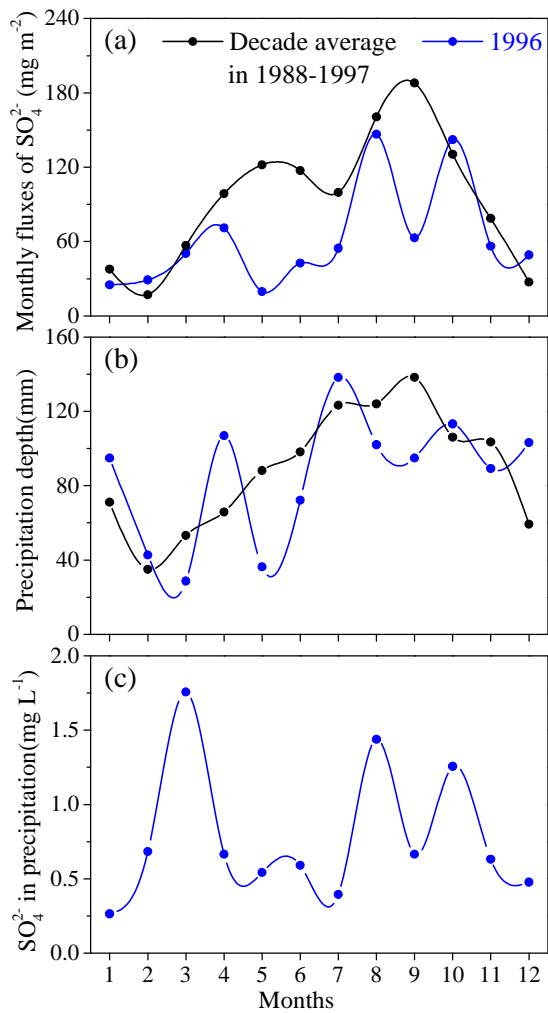 (a)
Decade average
in 1988-1997
1996
Monthly fluxes of SO₄²⁻ (mg m⁻²)
240
180
120
60
0
(b)
Precipitation depth(mm)
160
120
80
40
0
(c)
SO₄²⁻ in precipitation(mg L⁻¹)
2.0
1.5
1.0
0.5
0.0
1 2 3 4 5 6 7 8 9 10 11 12
Months